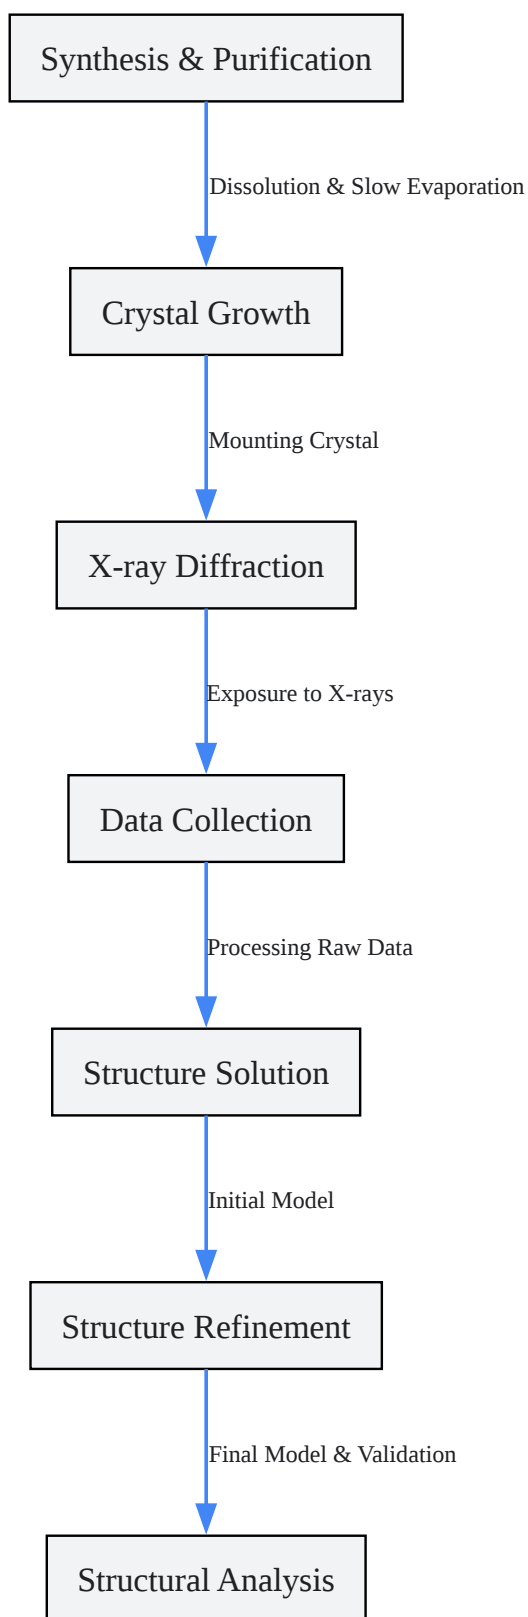 Synthesis & Purification
Dissolution & Slow Evaporation
Crystal Growth
Mounting Crystal
X-ray Diffraction
Exposure to X-rays
Data Collection
Processing Raw Data
Structure Solution
Initial Model
Structure Refinement
Final Model & Validation
Structural Analysis